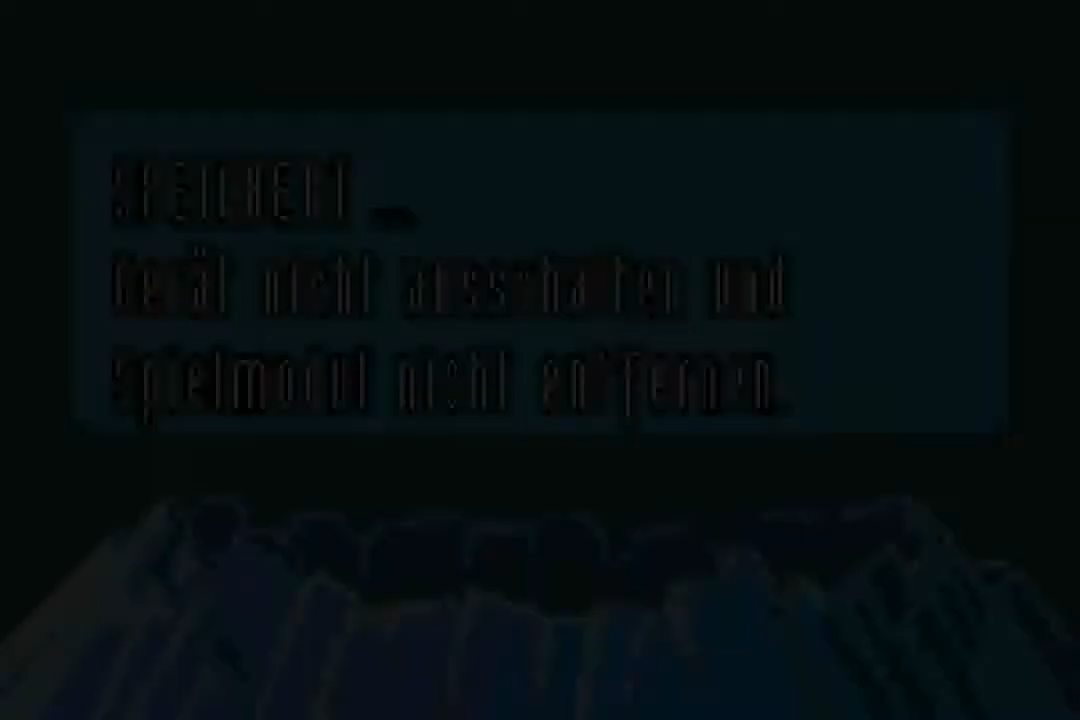 SPEICHERT …
Gerät nicht ausschalten und
Spielmodul nicht entfernen.